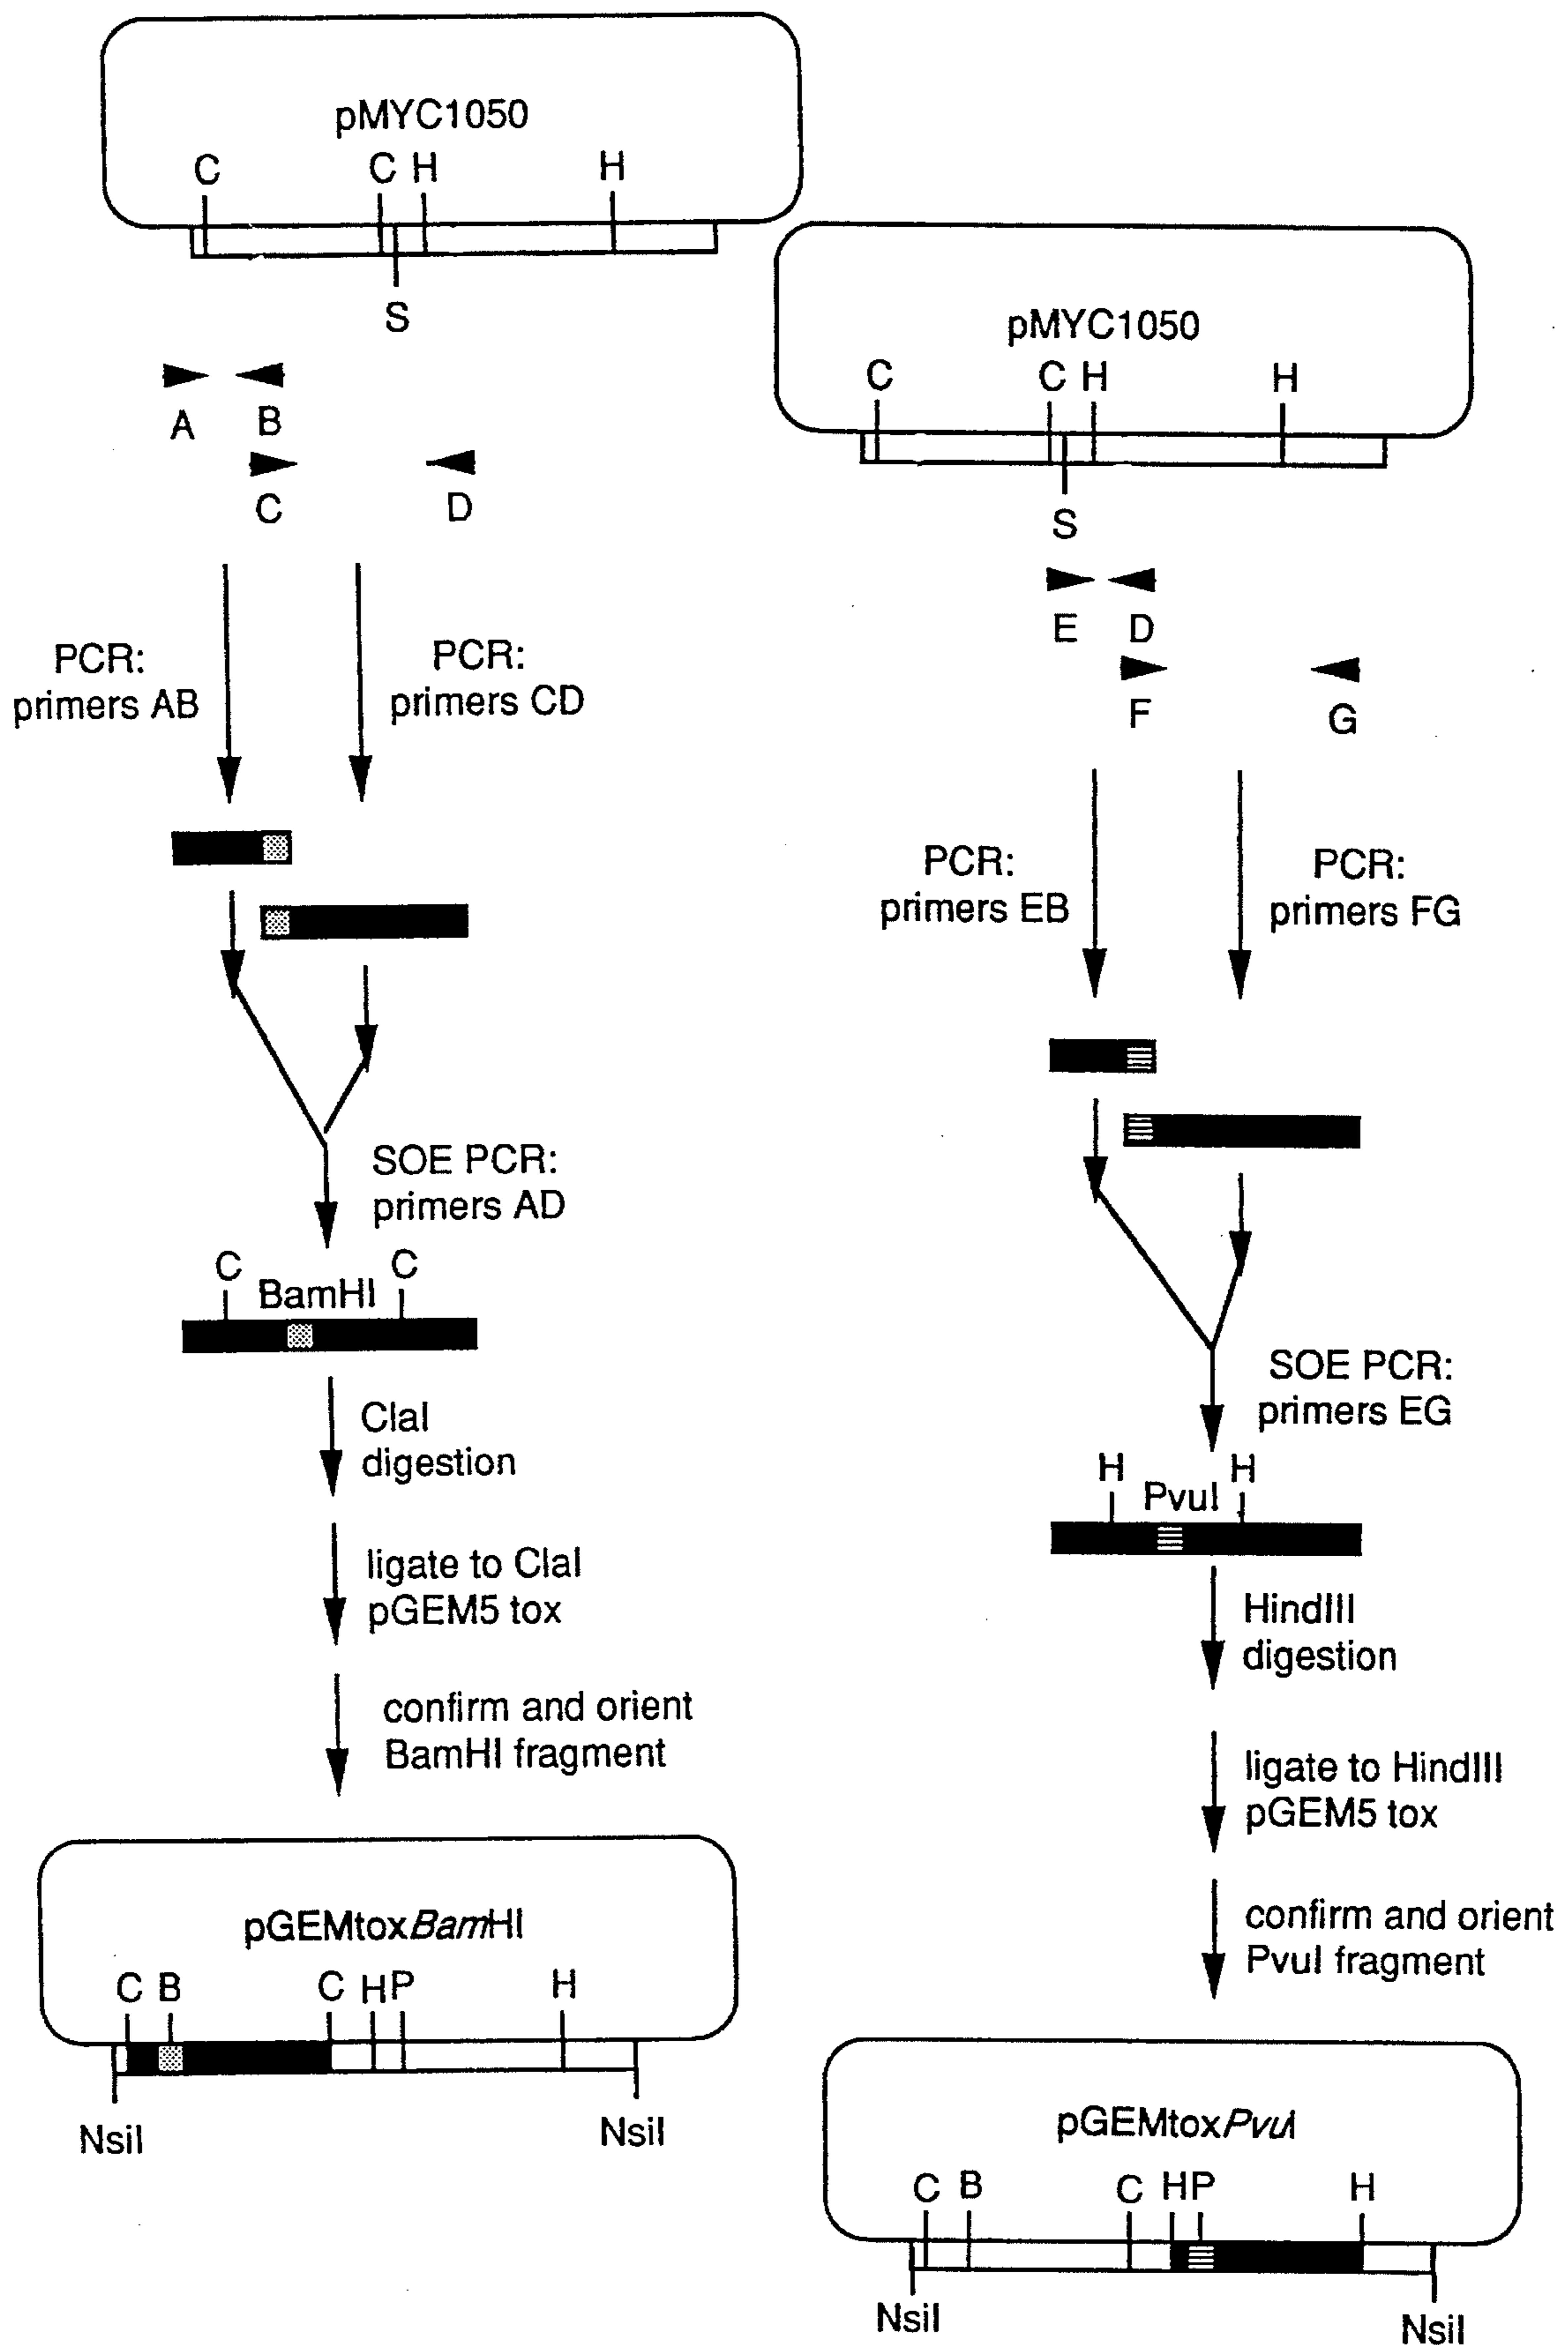 pMYC1050
C C H H
S
A B
C D
PCR:
primers AB
PCR:
primers CD
SOE PCR:
primers AD
C BamHI C
ClaI
digestion
ligate to ClaI
pGEM5 tox
confirm and orient
BamHI fragment
pGEMtoxBamHI
C B C H P H
NsiI NsiI
pMYC1050
C C H H
S
E D
F G
PCR:
primers EB
PCR:
primers FG
SOE PCR:
primers EG
H PvuI H
HindIII
digestion
ligate to HindIII
pGEM5 tox
confirm and orient
PvuI fragment
pGEMtoxPvuI
C B C H P H
NsiI NsiI